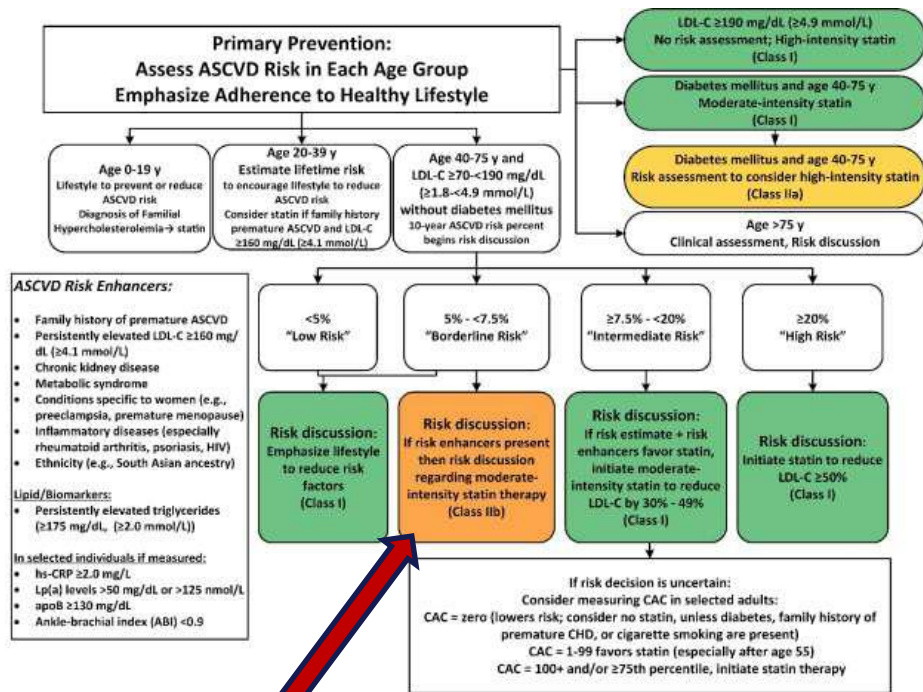 Primary Prevention:
Assess ASCVD Risk in Each Age Group
Emphasize Adherence to Healthy Lifestyle
LDL-C ≥190 mg/dL (≥4.9 mmol/L)
No risk assessment; High-intensity statin
(Class I)
Diabetes mellitus and age 40-75 y
Moderate-intensity statin
(Class I)
Diabetes mellitus and age 40-75 y
Risk assessment to consider high-intensity statin
(Class IIa)
Age >75 y
Clinical assessment, Risk discussion
Age 0-19 y
Lifestyle to prevent or reduce
ASCVD risk
Diagnosis of Familial
Hypercholesterolemia→ statin
Age 20-39 y
Estimate lifetime risk
to encourage lifestyle to reduce
ASCVD risk
Consider statin if family history
premature ASCVD and LDL-C
≥160 mg/dL (≥4.1 mmol/L)
Age 40-75 y and
LDL-C ≥70-<190 mg/dL
(≥1.8-<4.9 mmol/L)
without diabetes mellitus
10-year ASCVD risk percent
begins risk discussion
ASCVD Risk Enhancers:
• Family history of premature ASCVD
• Persistently elevated LDL-C ≥160 mg/
dL (≥4.1 mmol/L)
• Chronic kidney disease
• Metabolic syndrome
• Conditions specific to women (e.g.,
preeclampsia, premature menopause)
• Inflammatory diseases (especially
rheumatoid arthritis, psoriasis, HIV)
• Ethnicity (e.g., South Asian ancestry)
Lipid/Biomarkers:
• Persistently elevated triglycerides
(≥175 mg/dL, (≥2.0 mmol/L))
In selected individuals if measured:
• hs-CRP ≥2.0 mg/L
• Lp(a) levels >50 mg/dL or >125 nmol/L
• apoB ≥130 mg/dL
• Ankle-brachial index (ABI) <0.9
<5%
"Low Risk"
5% - <7.5%
"Borderline Risk"
≥7.5% - <20%
"Intermediate Risk"
≥20%
"High Risk"
Risk discussion:
Emphasize lifestyle
to reduce risk
factors
(Class I)
Risk discussion:
If risk enhancers present
then risk discussion
regarding moderate-
intensity statin therapy
(Class IIb)
Risk discussion:
If risk estimate + risk
enhancers favor statin,
initiate moderate-
intensity statin to reduce
LDL-C by 30% - 49%
(Class I)
Risk discussion:
Initiate statin to reduce
LDL-C ≥50%
(Class I)
If risk decision is uncertain:
Consider measuring CAC in selected adults:
CAC = zero (lowers risk; consider no statin, unless diabetes, family history of
premature CHD, or cigarette smoking are present)
CAC = 1-99 favors statin (especially after age 55)
CAC = 100+ and/or ≥75th percentile, initiate statin therapy